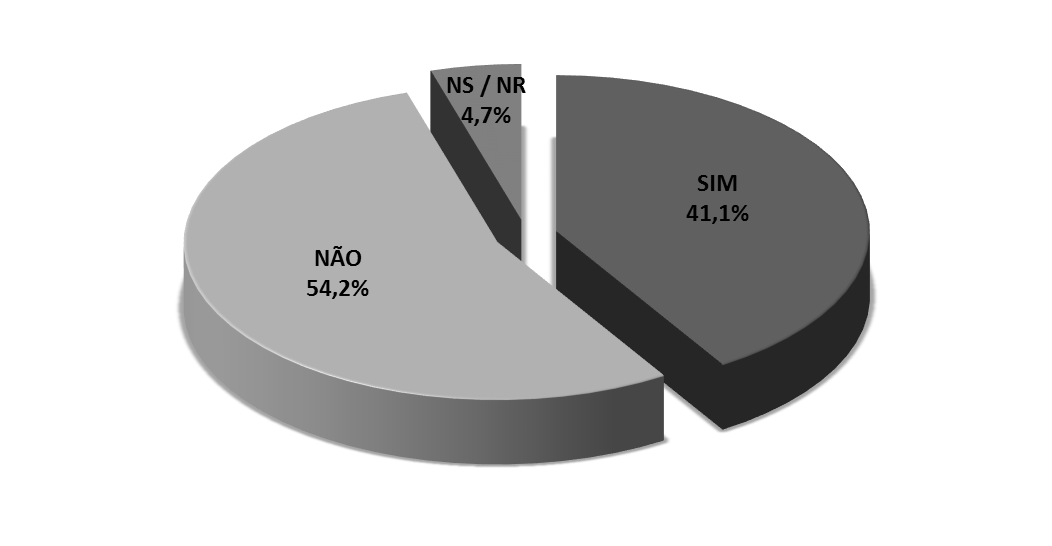 NS / NR
4,7%
SIM
41,1%
NÃO
54,2%